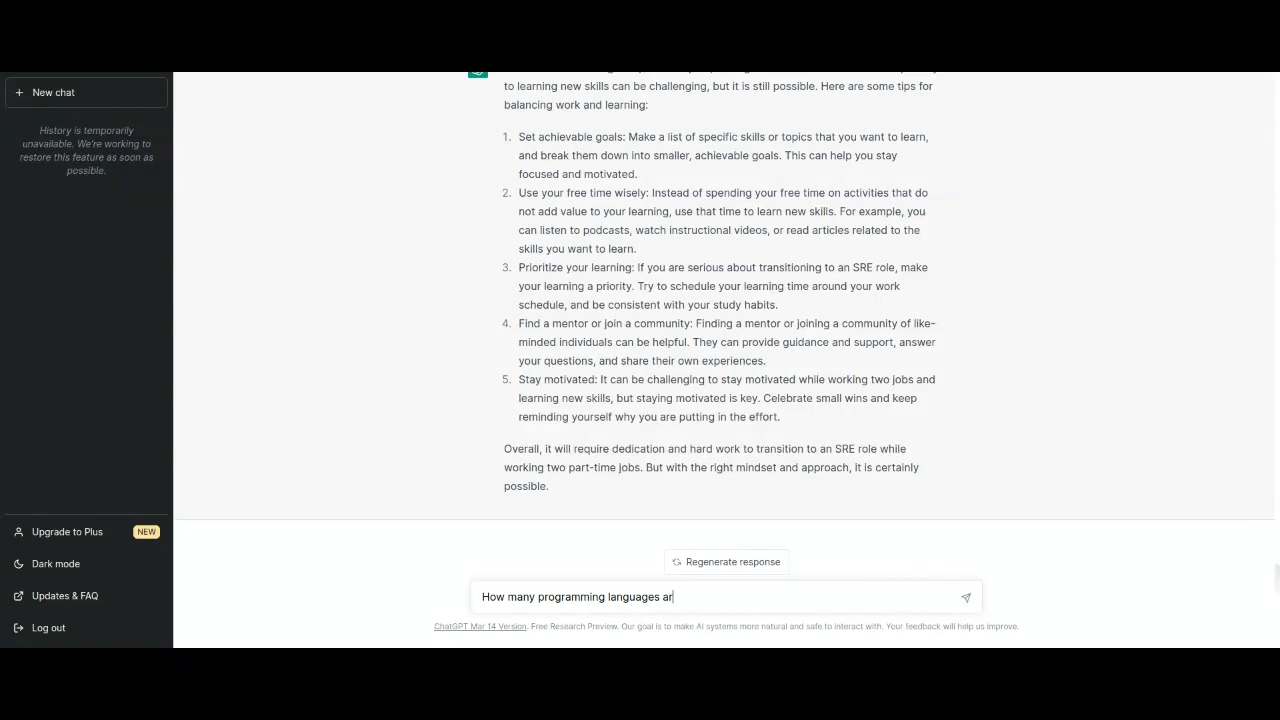 New chat
History is temporarily
unavailable. We're working to
restore this feature as soon as
possible.
to learning new skills can be challenging, but it is still possible. Here are some tips for
balancing work and learning:
1. Set achievable goals: Make a list of specific skills or topics that you want to learn,
and break them down into smaller, achievable goals. This can help you stay
focused and motivated.
2. Use your free time wisely: Instead of spending your free time on activities that do
not add value to your learning, use that time to learn new skills. For example, you
can listen to podcasts, watch instructional videos, or read articles related to the
skills you want to learn.
3. Prioritize your learning: If you are serious about transitioning to an SRE role, make
your learning a priority. Try to schedule your learning time around your work
schedule, and be consistent with your study habits.
4. Find a mentor or join a community: Finding a mentor or joining a community of like-
minded individuals can be helpful. They can provide guidance and support, answer
your questions, and share their own experiences.
5. Stay motivated: It can be challenging to stay motivated while working two jobs and
learning new skills, but staying motivated is key. Celebrate small wins and keep
reminding yourself why you are putting in the effort.
Overall, it will require dedication and hard work to transition to an SRE role while
working two part-time jobs. But with the right mindset and approach, it is certainly
possible.
Upgrade to Plus NEW
Dark mode
Updates & FAQ
Log out
Regenerate response
How many programming languages ar
ChatGPT Mar 14 Version. Free Research Preview. Our goal is to make AI systems more natural and safe to interact with. Your feedback will help us improve.